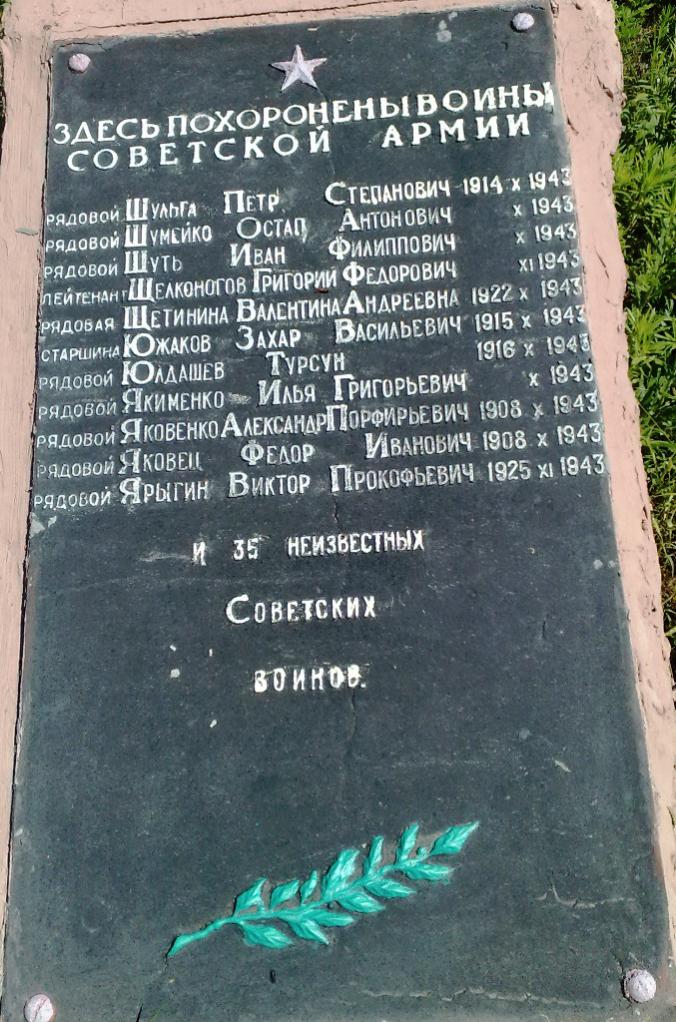 ЗДЕСЬ ПОХОРОНЕНЫ ВОИНЫ
СОВЕТСКОЙ АРМИИ
РЯДОВОЙ ШУЛЬГА ПЕТР СТЕПАНОВИЧ 1914 X 1943
РЯДОВОЙ ШУМЕЙКО ОСТАП АНТОНОВИЧ X 1943
РЯДОВОЙ ШУТЬ ИВАН ФИЛИППОВИЧ X 1943
ЛЕЙТЕНАНТ ЩЕЛКОНОГОВ ГРИГОРИЙ ФЕДОРОВИЧ XI 1943
РЯДОВАЯ ЩЕТИНИНА ВАЛЕНТИНА АНДРЕЕВНА 1922 X 1943
СТАРШИНА ЮЖАКОВ ЗАХАР ВАСИЛЬЕВИЧ 1915 X 1943
РЯДОВОЙ ЮЛДАШЕВ ТУРСУН 1916 X 1943
РЯДОВОЙ ЯКИМЕНКО ИЛЬЯ ГРИГОРЬЕВИЧ X 1943
РЯДОВОЙ ЯКОВЕНКО АЛЕКСАНДР ПОРФИРЬЕВИЧ 1908 X 1943
РЯДОВОЙ ЯКОВЕЦ ФЕДОР ИВАНОВИЧ 1908 X 1943
РЯДОВОЙ ЯРЫГИН ВИКТОР ПРОКОФЬЕВИЧ 1925 XI 1943
И 35 НЕИЗВЕСТНЫХ
СОВЕТСКИХ
ВОИНОВ.